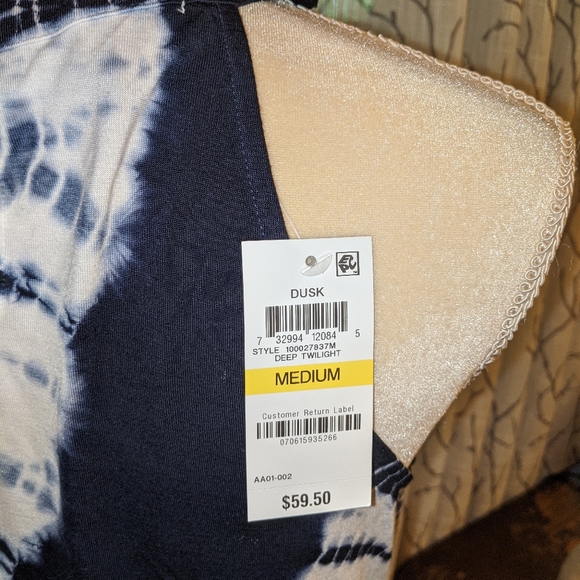 DUSK
7 32994 12084 5
STYLE 100027837M
DEEP TWILIGHT
MEDIUM
Customer Return Label
070615935266
AA01-002
$59.50